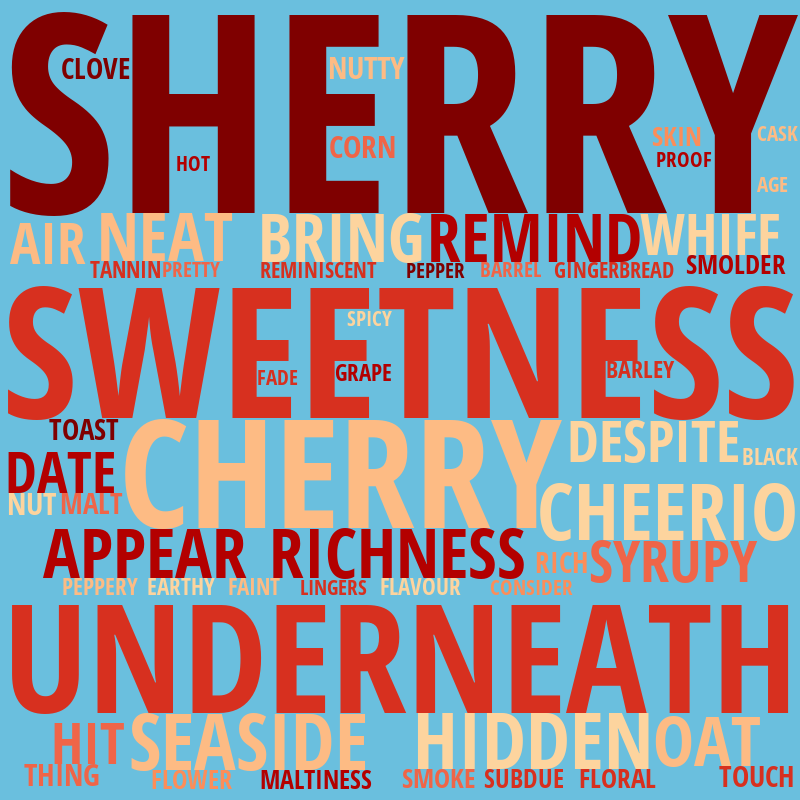 SHERRY
CLOVE NUTTY
HOT CORN SKIN CASK
PROOF
AGE
AIR NEAT BRING REMIND WHIFF
TANNIN PRETTY REMINISCENT PEPPER BARREL GINGERBREAD SMOLDER
SWEETNESS
SPICY
FADE GRAPE BARLEY
TOAST CHERRY DESPITE BLACK
DATE
NUT MALT CHEERIO
APPEAR RICHNESS RICH SYRUPY
PEPPERY EARTHY FAINT LINGERS FLAVOUR CONSIDER
UNDERNEATH
HIT SEASIDE HIDDEN OAT
THING FLOWER MALTINESS SMOKE SUBDUE FLORAL TOUCH